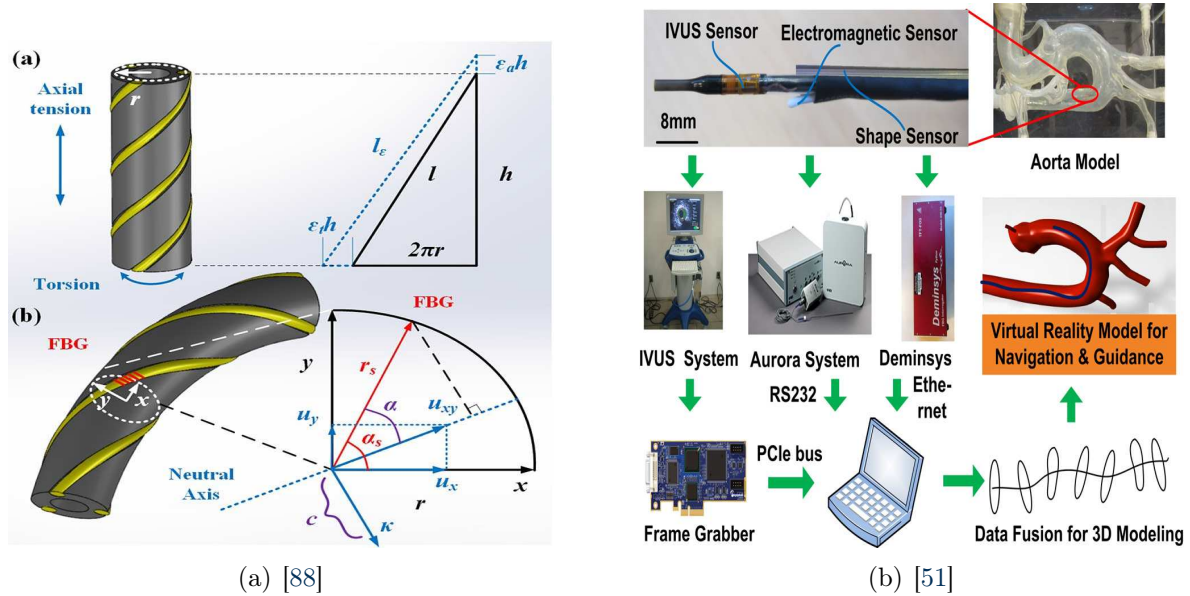 (a)
Axial
tension
r
Torsion
ε_a h
l_ε
l
h
ε_t h
2πr
(b)
FBG
y
x
Neutral
Axis
FBG
y
r_s
u_y
α
u_xy
α_s
u_x
x
r
c
κ
(a) [88]
IVUS Sensor
Electromagnetic Sensor
8mm
Shape Sensor
Aorta Model
AURORA
Deminsys
IVUS System
Aurora System
Deminsys
RS232
Ethe-
rnet
Virtual Reality Model for
Navigation & Guidance
PCIe bus
Frame Grabber
Data Fusion for 3D Modeling
(b) [51]